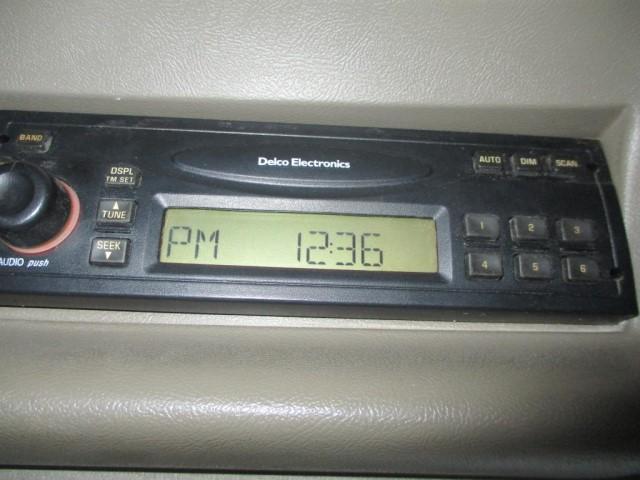 BAND
Delco Electronics
AUTO DIM SCAN
DSPL
TM SET
▲
TUNE
SEEK
▼
AUDIO push
PM 12:36
1 2 3
4 5 6